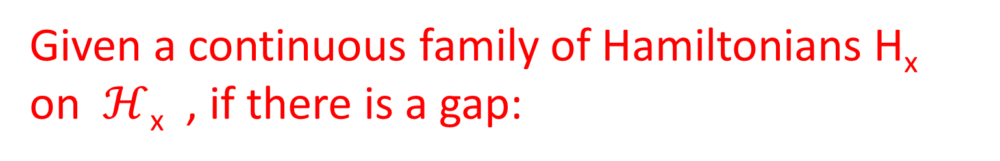 Given a continuous family of Hamiltonians Hₓ
on ℋₓ , if there is a gap: